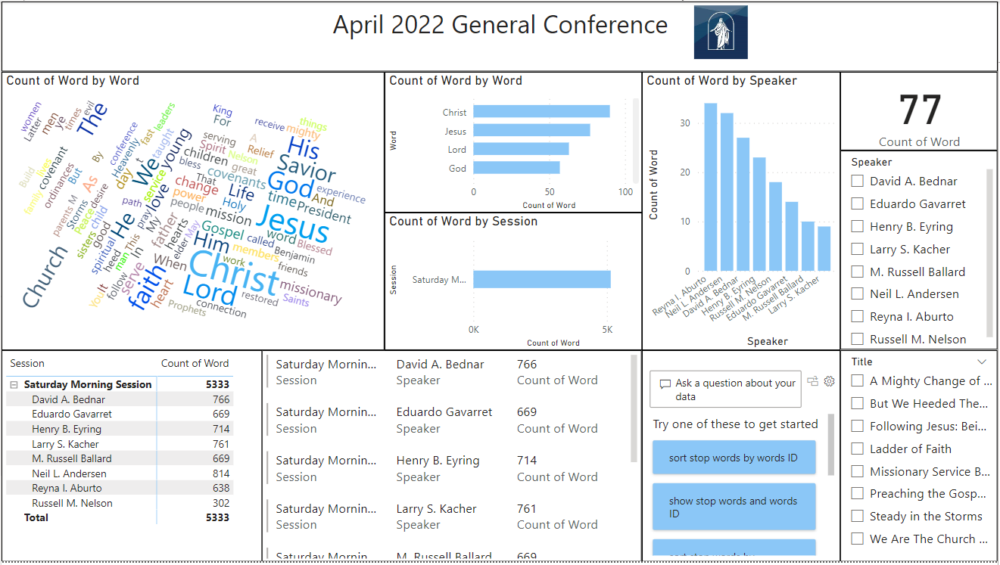 April 2022 General Conference
Count of Word by Word
women
Latter
men
ye
times
evil
The
King
For
receive
things
mighty
leaders
fast
taught
conference
Heavenly
t
serving
Spirit
A
Relief
Nelson
His
Savior
Build
lives
covenant
family
ordinances
But
By
As
day
We
young
children
bless
great
That
covenants
God
experience
And
service
change
power
people
Life
Holy
time
President
parents
M
Storms
desire
Peace
child
path
love
pray
My
mission
Jesus
He
good
sisters
spiritual
heed
man
This
In
father
hearts
elder
May
Gospel
Him
called
word
Blessed
members
Benjamin
friends
work
When
Christ
Church
You
It
follow
serve
faith
heart
Lord
missionary
restored
Saints
Prophets
connection
Count of Word by Word
Word
Christ
Jesus
Lord
God
0
50
100
Count of Word
Count of Word by Session
Session
Saturday M...
0K
5K
Count of Word
Count of Word by Speaker
Count of Word
30
20
10
0
Reyna I. Aburto
Neil L. Andersen
David A. Bednar
Henry B. Eyring
Russell M. Nelson
Eduardo Gavarret
M. Russell Ballard
Larry S. Kacher
Speaker
77
Count of Word
Speaker
David A. Bednar
Eduardo Gavarret
Henry B. Eyring
Larry S. Kacher
M. Russell Ballard
Neil L. Andersen
Reyna I. Aburto
Russell M. Nelson
Session Count of Word
Saturday Morning Session 5333
David A. Bednar 766
Eduardo Gavarret 669
Henry B. Eyring 714
Larry S. Kacher 761
M. Russell Ballard 669
Neil L. Andersen 814
Reyna I. Aburto 638
Russell M. Nelson 302
Total 5333
Saturday Mornin... David A. Bednar 766
Session Speaker Count of Word
Saturday Mornin... Eduardo Gavarret 669
Session Speaker Count of Word
Saturday Mornin... Henry B. Eyring 714
Session Speaker Count of Word
Saturday Mornin... Larry S. Kacher 761
Session Speaker Count of Word
Saturday Mornin... M. Russell Ballard 669
Ask a question about your
data
Try one of these to get started
sort stop words by words ID
show stop words and words
ID
sort stop words by
Title
A Mighty Change of ...
But We Heeded The...
Following Jesus: Bei...
Ladder of Faith
Missionary Service B...
Preaching the Gosp...
Steady in the Storms
We Are The Church ...